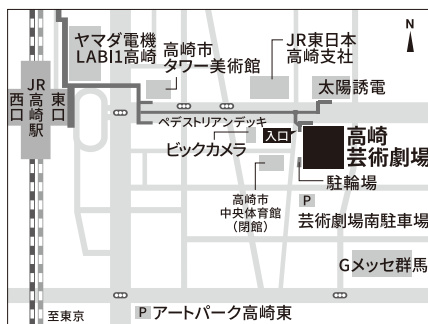 N
ヤマダ電機
LABI1高崎
高崎市
タワー美術館
JR東日本
高崎支社
太陽誘電
西口
JR高崎駅
東口
ペデストリアンデッキ
ビックカメラ
入口
高崎
芸術劇場
駐輪場
高崎市
中央体育館
(閉館)
P
芸術劇場南駐車場
Gメッセ群馬
至東京
P アートパーク高崎東